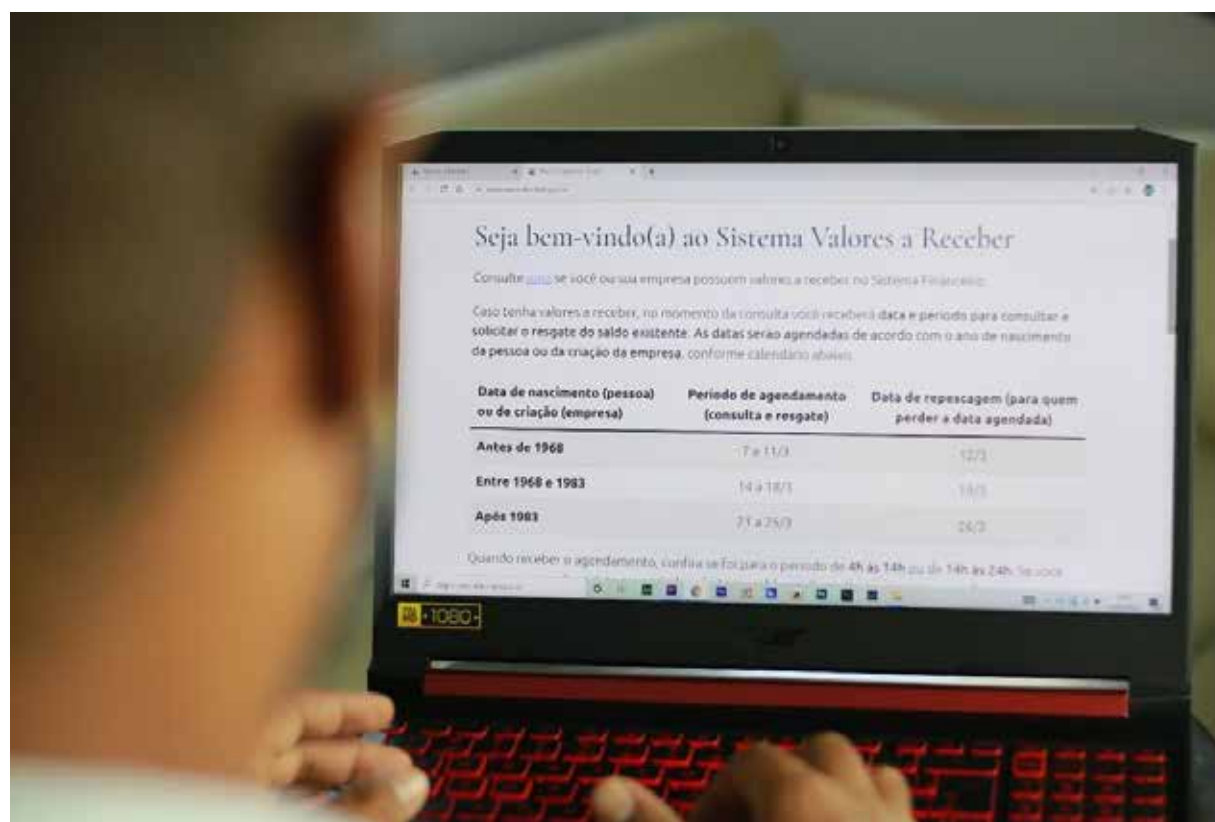 Seja bem-vindo(a) ao Sistema Valores a Receber
Consulte aqui se você ou sua empresa possuem valores a receber no Sistema Financeiro.
Caso tenha valores a receber, no momento da consulta você receberá data e período para consultar e
solicitar o resgate do saldo existente. As datas serão agendadas de acordo com o ano de nascimento
da pessoa ou da criação da empresa, conforme calendário abaixo.
Data de nascimento (pessoa)
ou de criação (empresa)
Período de agendamento
(consulta e resgate)
Data de repescagem (para quem
perder a data agendada)
Antes de 1968 7 a 11/3 12/3
Entre 1968 e 1983 14 a 18/3 19/3
Após 1983 21 a 25/3 26/3
Quando receber o agendamento, confira se foi para o período de 4h às 14h ou de 14h às 24h. Se você
1080
acer